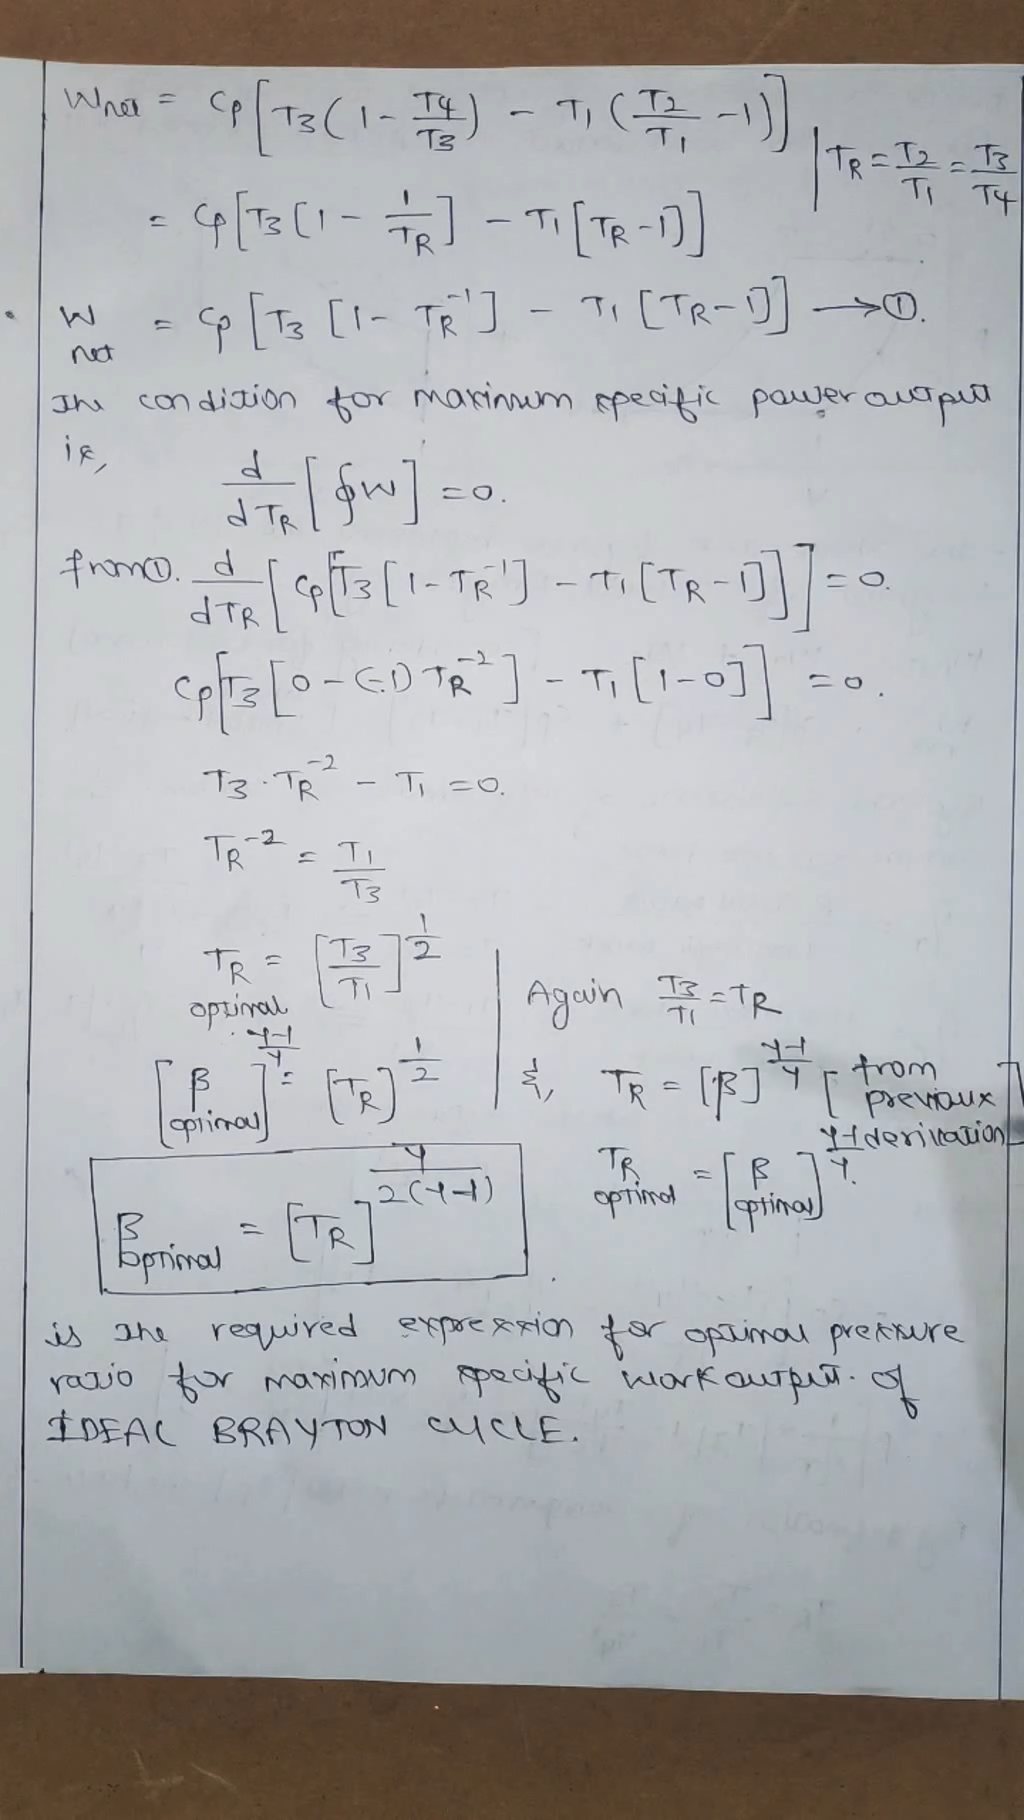 Wnet = Cp[T3(1 - T4/T3) - T1(T2/T1 - 1)]
| TR = T2/T1 = T3/T4
= Cp[T3[1 - 1/TR] - T1[TR-1]]
W net = Cp[T3[1 - TR⁻¹] - T1[TR-1]] → ①.
The condition for maximum specific power output
is,
d/dTR [∮W] = 0.
from ①. d/dTR [Cp[T3[1 - TR⁻¹] - T1[TR-1]]] = 0.
Cp[T3[0 - (-1) TR⁻²] - T1[1-0]] = 0.
T3 · TR⁻² - T1 = 0.
TR⁻² = T1/T3
TR optimal = [T3/T1]^(1/2)
[β optimal]^((γ-1)/γ) = [TR]^(1/2)
β optimal = [TR]^(γ/2(γ-1))
Again T3/T1 = TR
&, TR = [β]^((γ-1)/γ) [from previous derivation]
TR optimal = [β optimal]^((γ-1)/γ).
is the required expression for optimal pressure
ratio for maximum specific work output. of
IDEAL BRAYTON CYCLE.